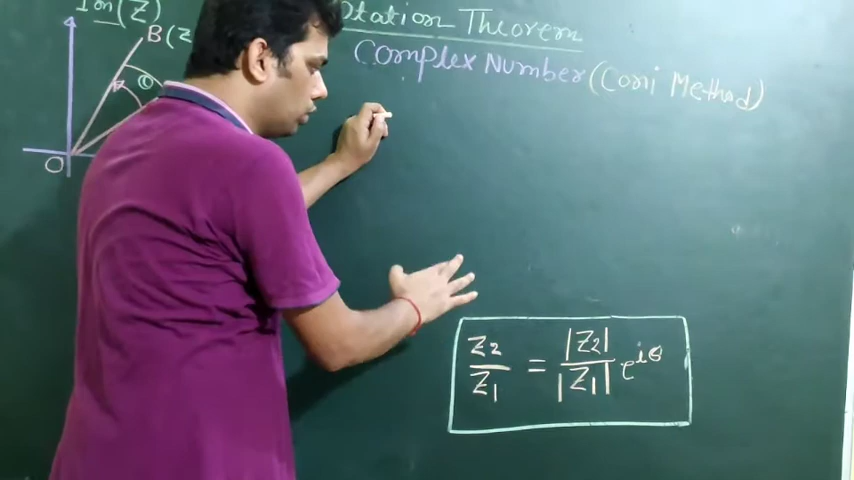 Im(Z)
otation Theorem
Complex Number (Coni Method)
B(z
θ
O
Z2/Z1 = |Z2|/|Z1| e^iθ